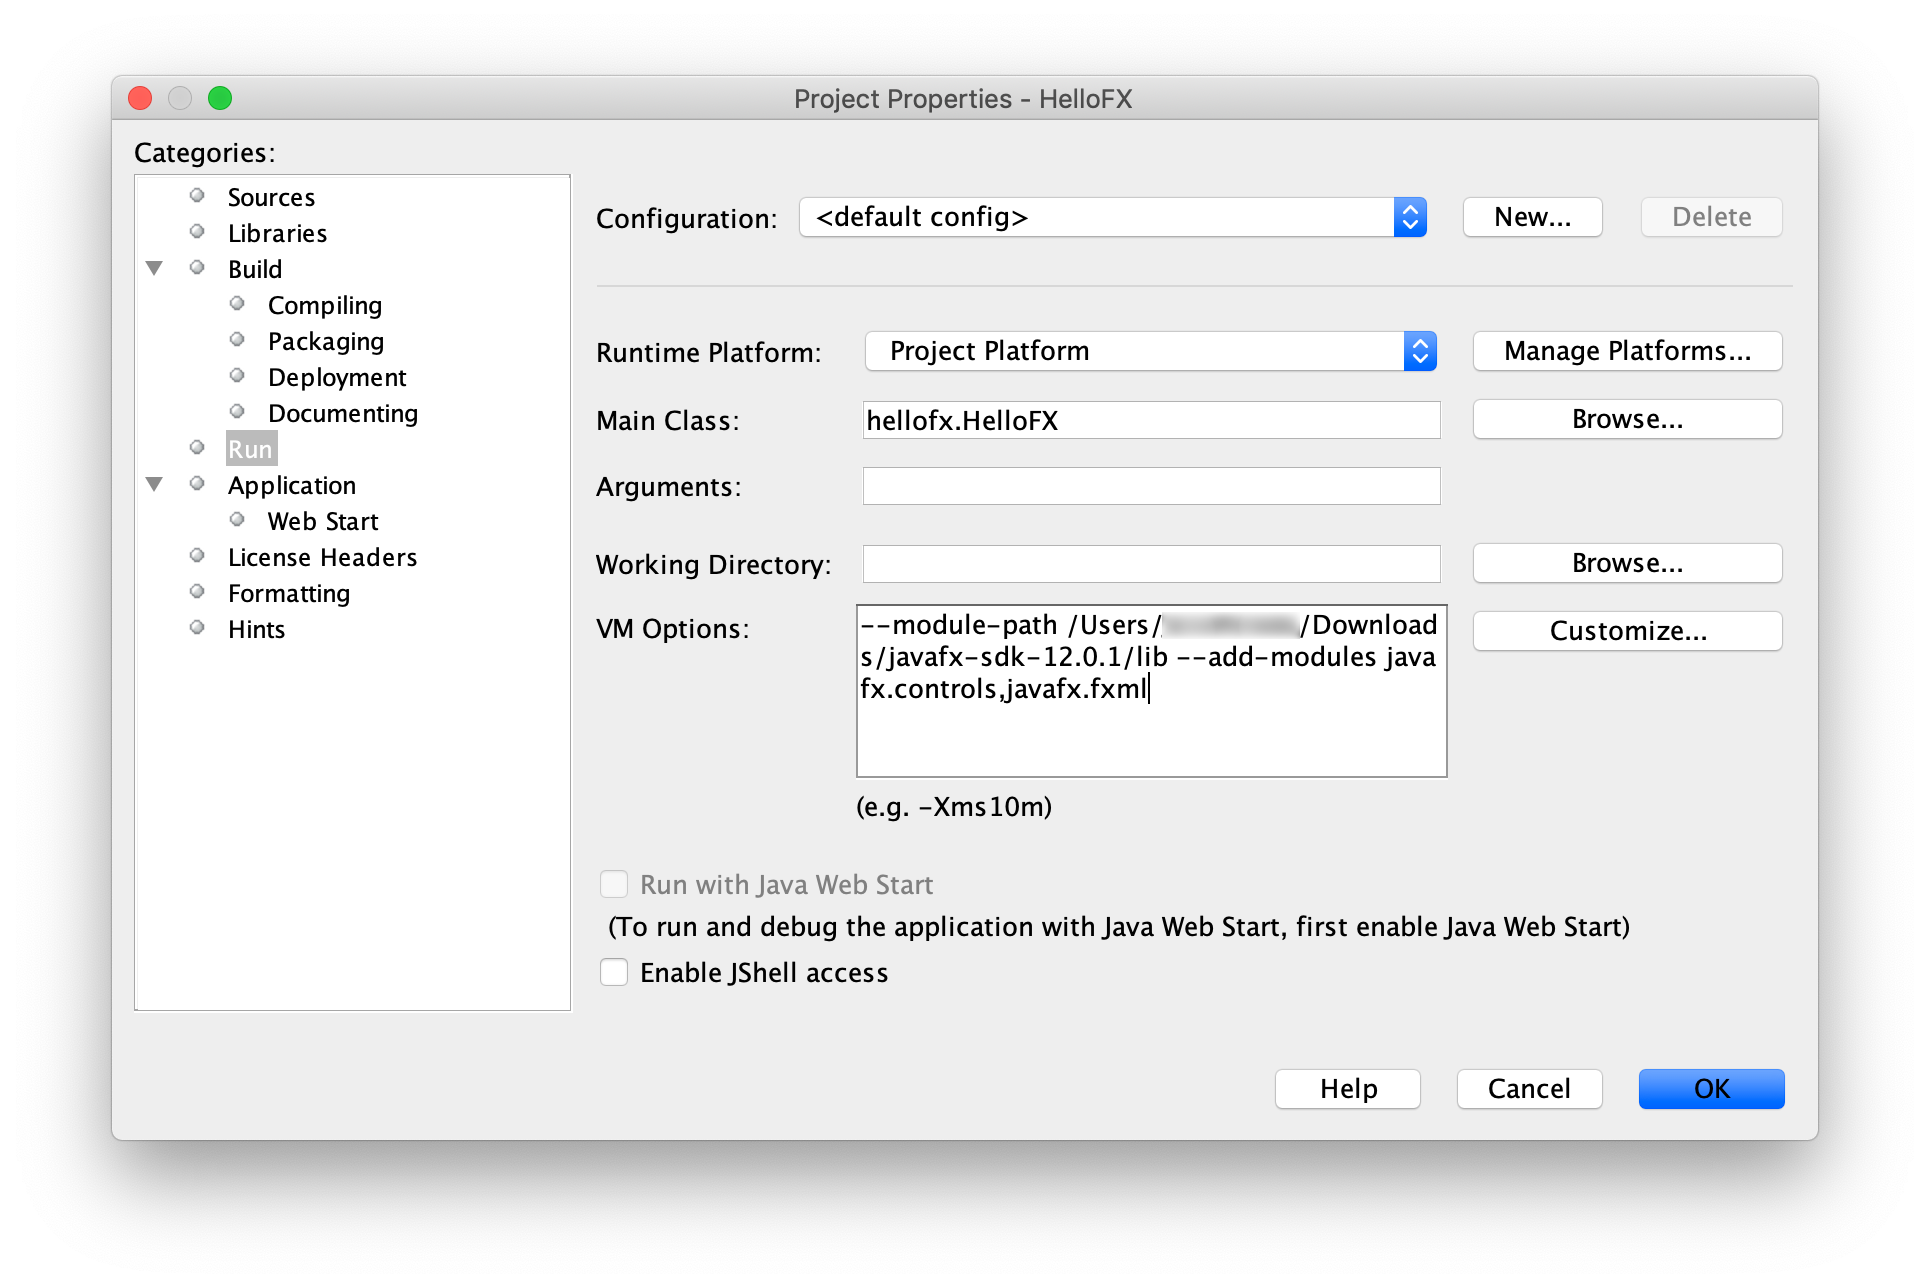 Project Properties - HelloFX
Categories:
Sources
Libraries
Build
Compiling
Packaging
Deployment
Documenting
Run
Application
Web Start
License Headers
Formatting
Hints
Configuration: <default config> New... Delete
Runtime Platform: Project Platform Manage Platforms...
Main Class: hellofx.HelloFX Browse...
Arguments:
Working Directory: Browse...
VM Options: --module-path /Users/ /Download Customize...
s/javafx-sdk-12.0.1/lib --add-modules java
fx.controls,javafx.fxml
(e.g. -Xms10m)
Run with Java Web Start
(To run and debug the application with Java Web Start, first enable Java Web Start)
Enable JShell access
Help Cancel OK